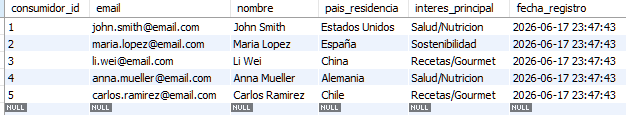 consumidor_id email nombre pais_residencia interes_principal fecha_registro
1 john.smith@email.com John Smith Estados Unidos Salud/Nutricion 2026-06-17 23:47:43
2 maria.lopez@email.com Maria Lopez España Sostenibilidad 2026-06-17 23:47:43
3 li.wei@email.com Li Wei China Recetas/Gourmet 2026-06-17 23:47:43
4 anna.mueller@email.com Anna Mueller Alemania Salud/Nutricion 2026-06-17 23:47:43
5 carlos.ramirez@email.com Carlos Ramirez Chile Recetas/Gourmet 2026-06-17 23:47:43
NULL NULL NULL NULL NULL NULL